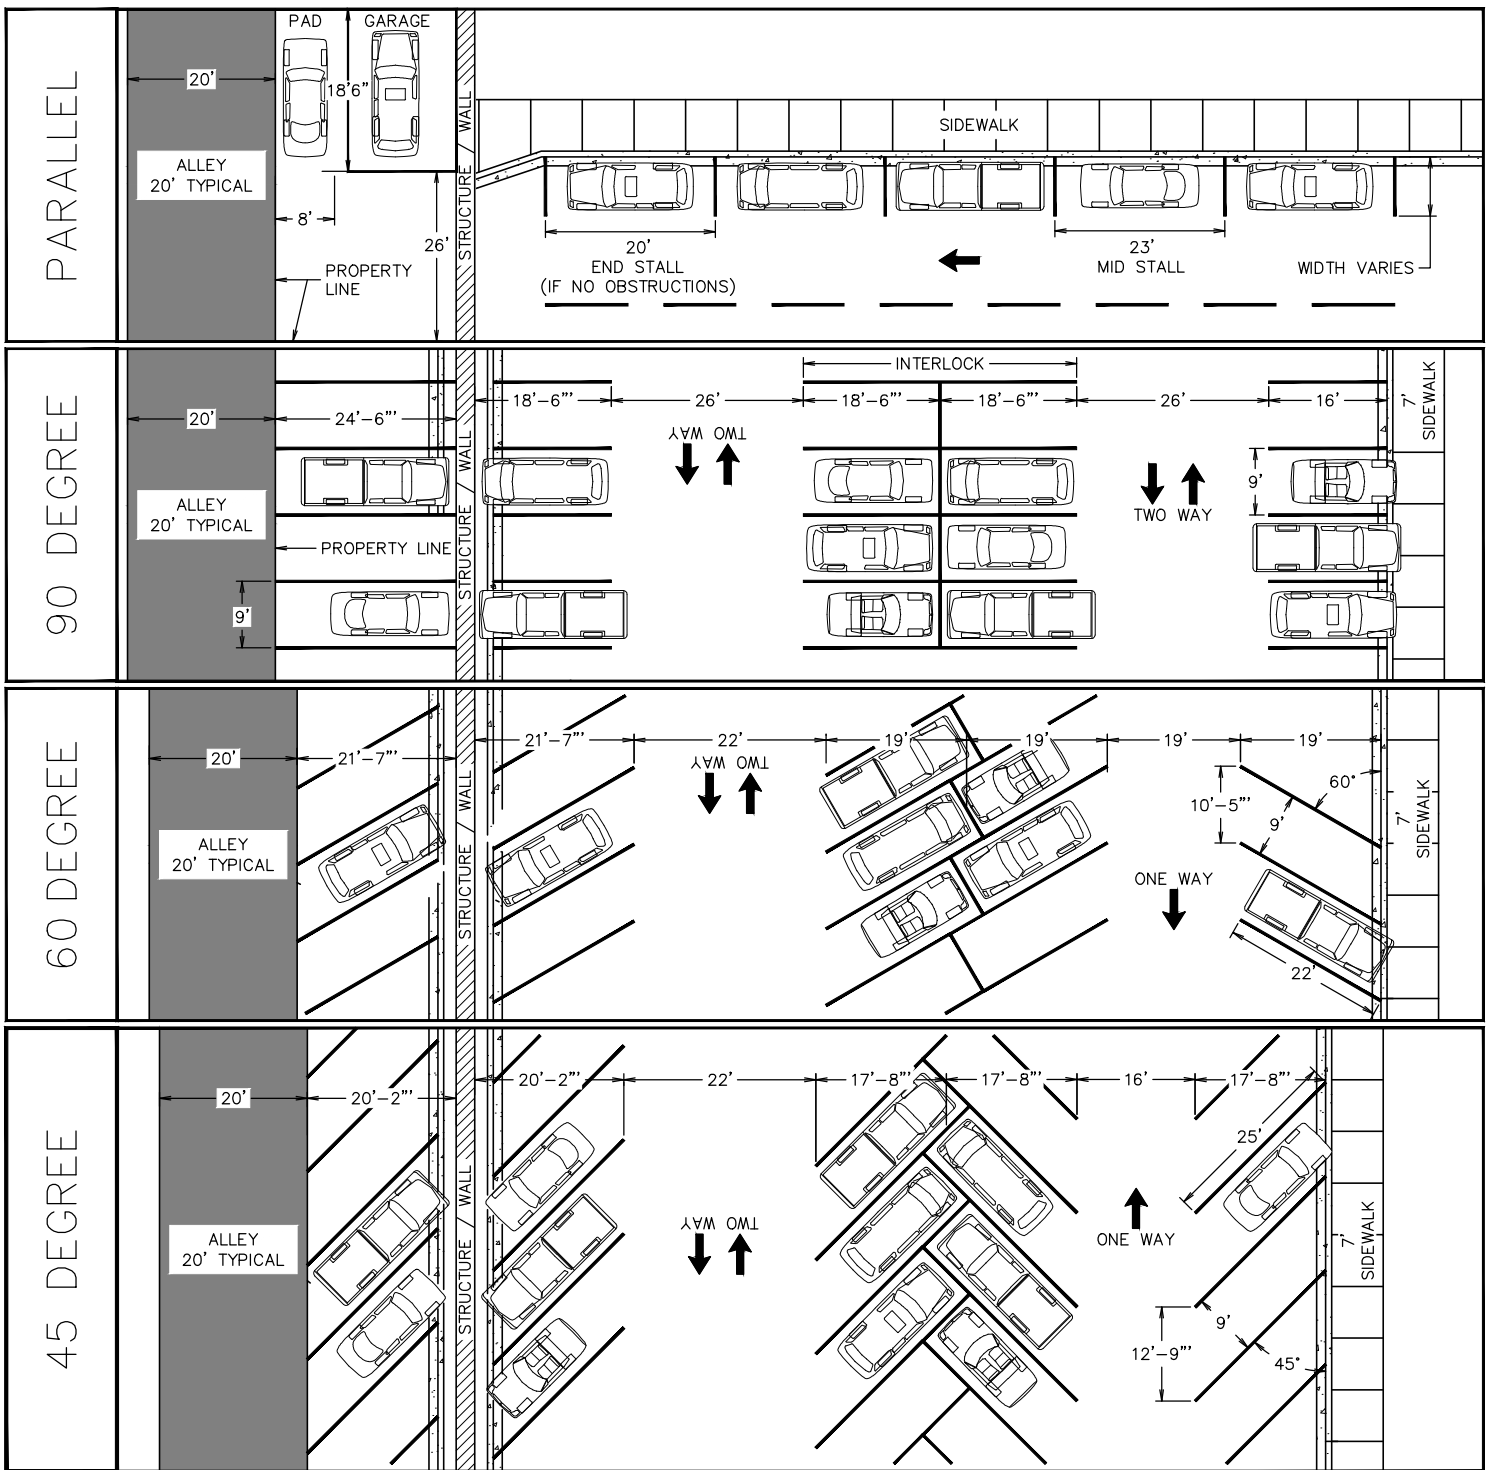 PARALLEL
PAD
GARAGE
20'
18'6"
ALLEY
20' TYPICAL
8'
26'
PROPERTY
LINE
STRUCTURE / WALL
SIDEWALK
20'
END STALL
(IF NO OBSTRUCTIONS)
23'
MID STALL
WIDTH VARIES
90 DEGREE
20'
24'-6"'
ALLEY
20' TYPICAL
PROPERTY LINE
9'
STRUCTURE / WALL
18'-6"'
26'
TWO WAY
INTERLOCK
18'-6"'
18'-6"'
26'
TWO WAY
16'
9'
7'
SIDEWALK
60 DEGREE
20'
21'-7"'
ALLEY
20' TYPICAL
STRUCTURE / WALL
21'-7"'
22'
TWO
WAY
19'
19'
19'
19'
ONE WAY
10'-5"'
9'
60°
22'
7'
SIDEWALK
45 DEGREE
20'
20'-2"'
ALLEY
20' TYPICAL
STRUCTURE / WALL
20'-2"'
22'
TWO
WAY
17'-8"'
17'-8"'
16'
17'-8"'
ONE WAY
25'
9'
12'-9"'
45°
7'
SIDEWALK